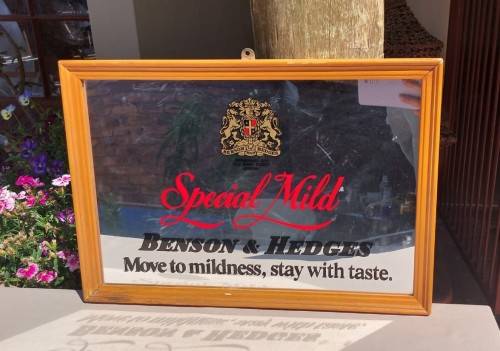 Special Mild
BENSON & HEDGES
Move to mildness, stay with taste.